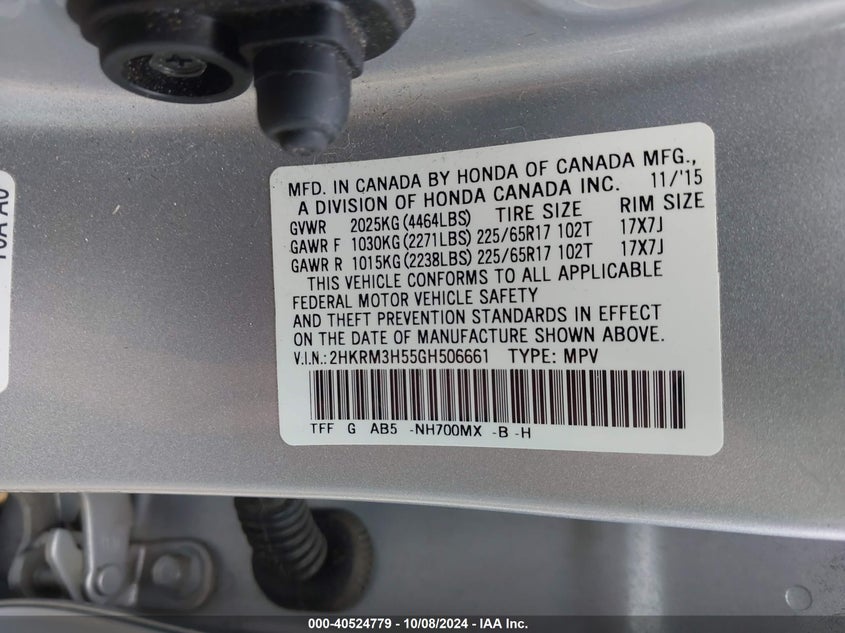 MFD. IN CANADA BY HONDA OF CANADA MFG.,
A DIVISION OF HONDA CANADA INC. 11/'15
GVWR 2025KG(4464LBS) TIRE SIZE RIM SIZE
GAWR F 1030KG(2271LBS) 225/65R17 102T 17X7J
GAWR R 1015KG(2238LBS) 225/65R17 102T 17X7J
THIS VEHICLE CONFORMS TO ALL APPLICABLE
FEDERAL MOTOR VEHICLE SAFETY
AND THEFT PREVENTION STANDARDS IN EFFECT
ON THE DATE OF MANUFACTURE SHOWN ABOVE.
V.I.N.: 2HKRM3H55GH506661 TYPE: MPV
TFF G AB5 -NH700MX -B -H
000-40524779 - 10/08/2024 - IAA Inc.